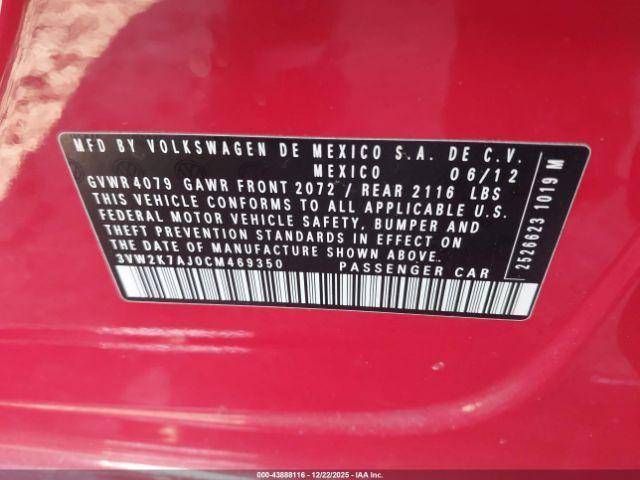 MFD BY VOLKSWAGEN DE MEXICO S.A. DE C.V.
MEXICO 06/12
GVWR 4079 GAWR FRONT 2072 / REAR 2116 LBS
THIS VEHICLE CONFORMS TO ALL APPLICABLE U.S.
FEDERAL MOTOR VEHICLE SAFETY, BUMPER AND
THEFT PREVENTION STANDARDS IN EFFECT ON
THE DATE OF MANUFACTURE SHOWN ABOVE.
3VW2K7AJ0CM469350 PASSENGER CAR
2526623 1019 M
000-43888116 • 12/22/2025 • IAA Inc.